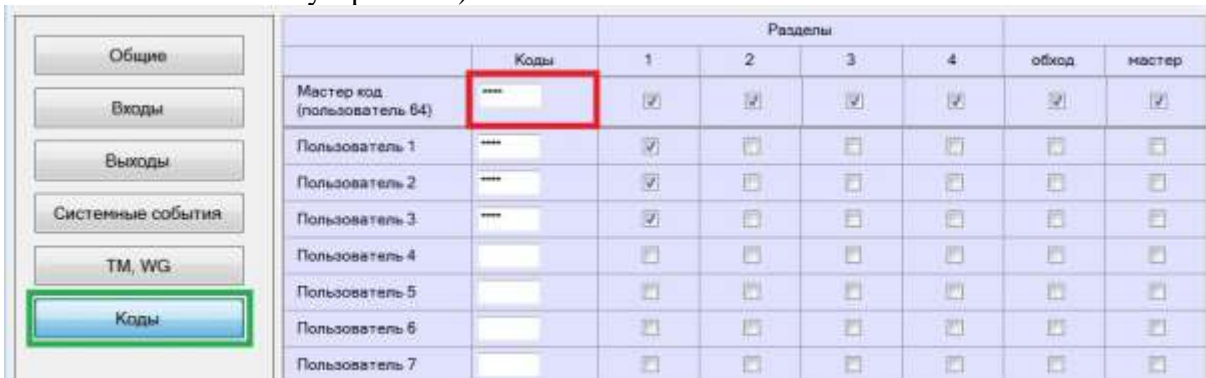 Общие
Входы
Выходы
Системные события
TM, WG
Коды
Разделы
Коды 1 2 3 4 обход мастер
Мастер код
(пользователь 64) ****
Пользователь 1 ****
Пользователь 2 ****
Пользователь 3 ****
Пользователь 4
Пользователь 5
Пользователь 6
Пользователь 7